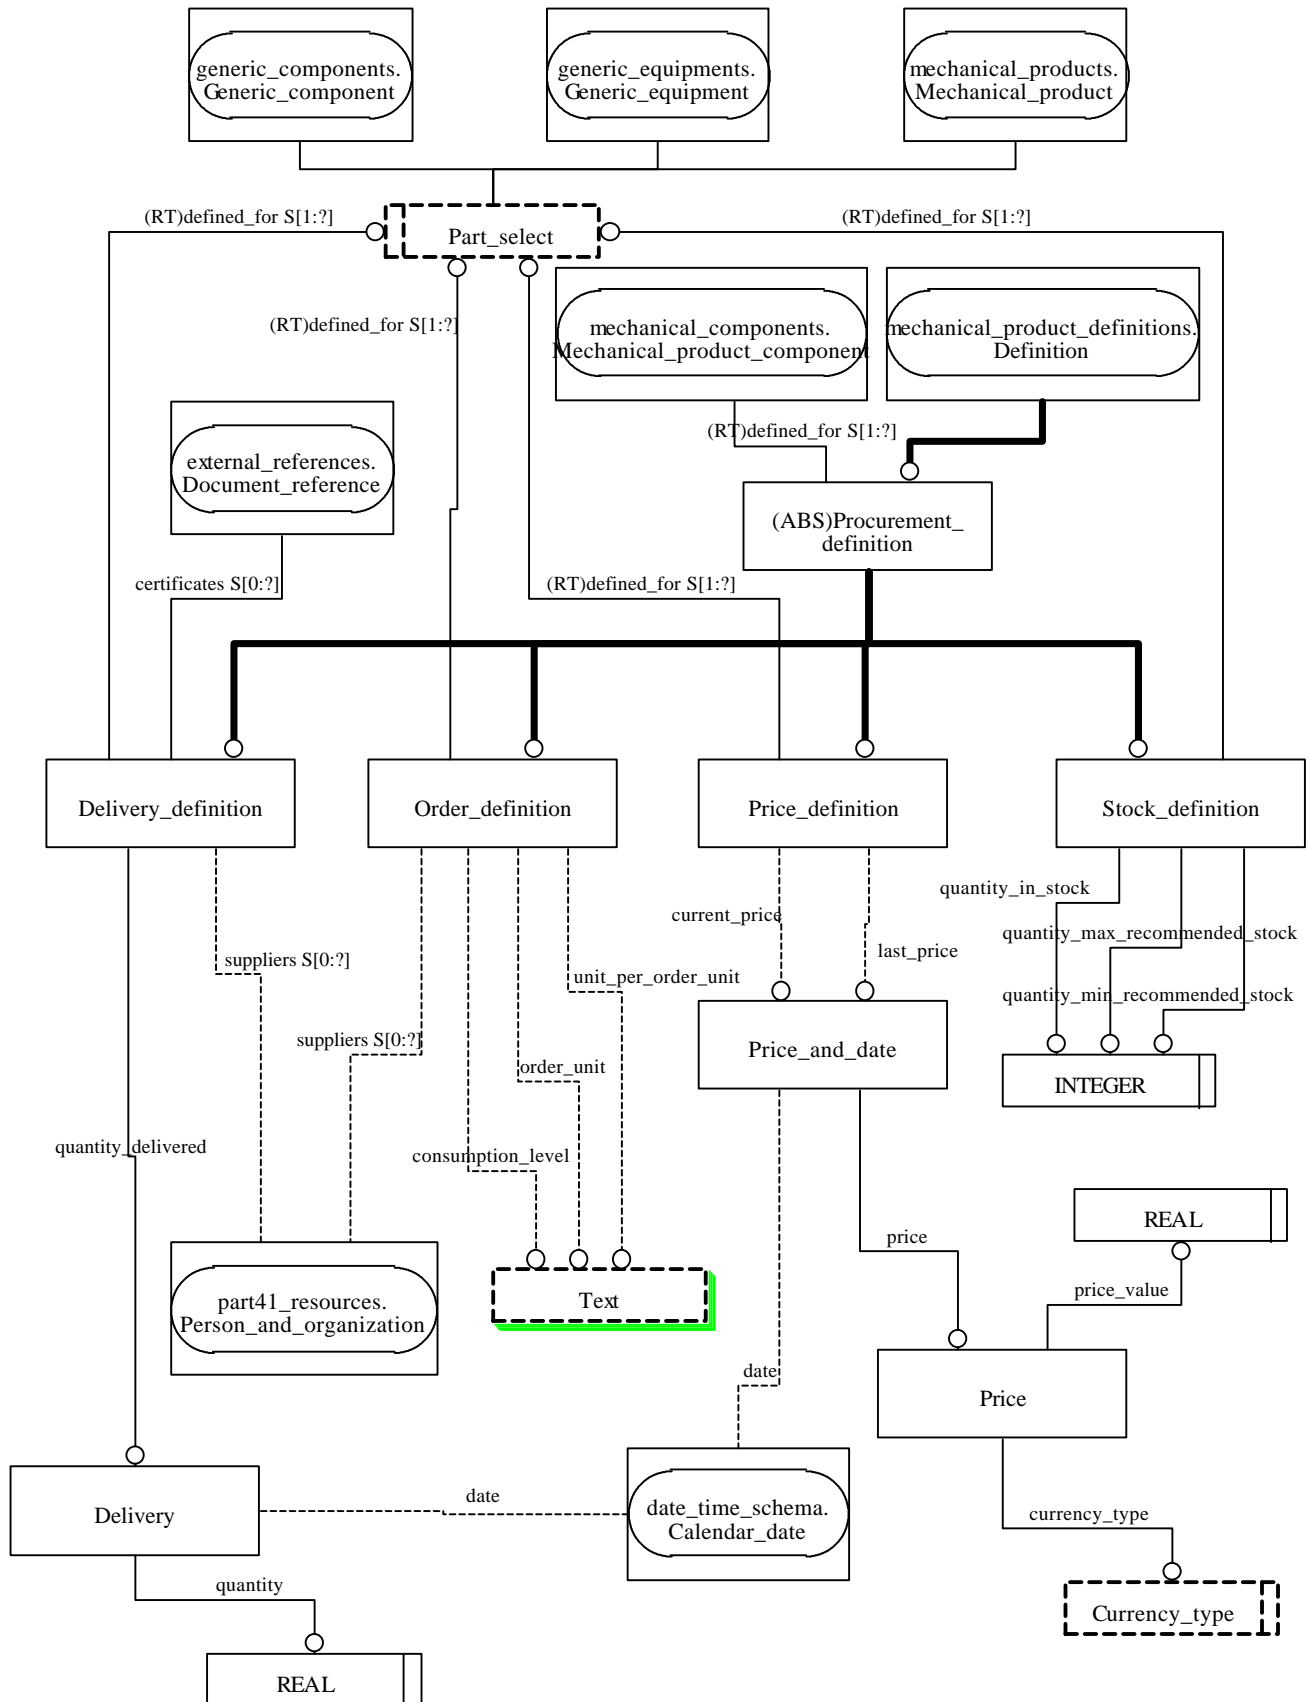 generic_components.
Generic_component
generic_equipments.
Generic_equipment
mechanical_products.
Mechanical_product
(RT)defined_for S[1:?]
Part_select
(RT)defined_for S[1:?]
(RT)defined_for S[1:?]
mechanical_components.
Mechanical_product_component
mechanical_product_definitions.
Definition
(RT)defined_for S[1:?]
external_references.
Document_reference
(ABS)Procurement_
definition
certificates S[0:?]
(RT)defined_for S[1:?]
Delivery_definition
Order_definition
Price_definition
Stock_definition
quantity_in_stock
current_price
quantity_max_recommended_stock
last_price
suppliers S[0:?]
unit_per_order_unit
quantity_min_recommended_stock
suppliers S[0:?]
Price_and_date
order_unit
INTEGER
quantity_delivered
consumption_level
REAL
price
price_value
part41_resources.
Person_and_organization
Text
date
Price
date
date_time_schema.
Calendar_date
Delivery
currency_type
quantity
Currency_type
REAL